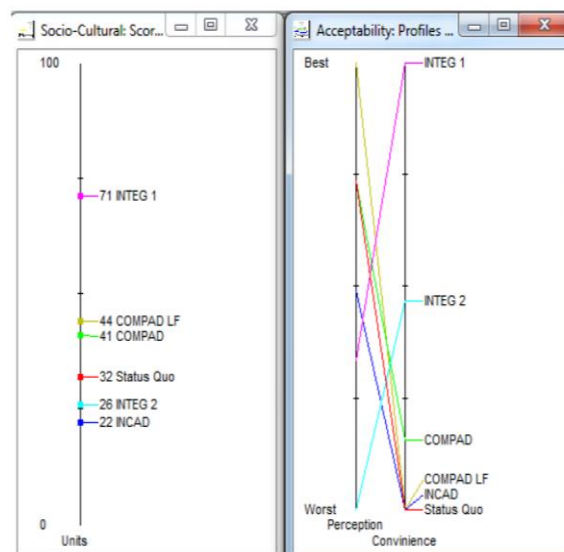 Socio-Cultural: Scor...
100
71 INTEG 1
44 COMPAD LF
41 COMPAD
32 Status Quo
26 INTEG 2
22 INCAD
0
Units
Acceptability: Profiles ...
Best
INTEG 1
INTEG 2
COMPAD
COMPAD LF
INCAD
Worst
Status Quo
Perception
Convinience